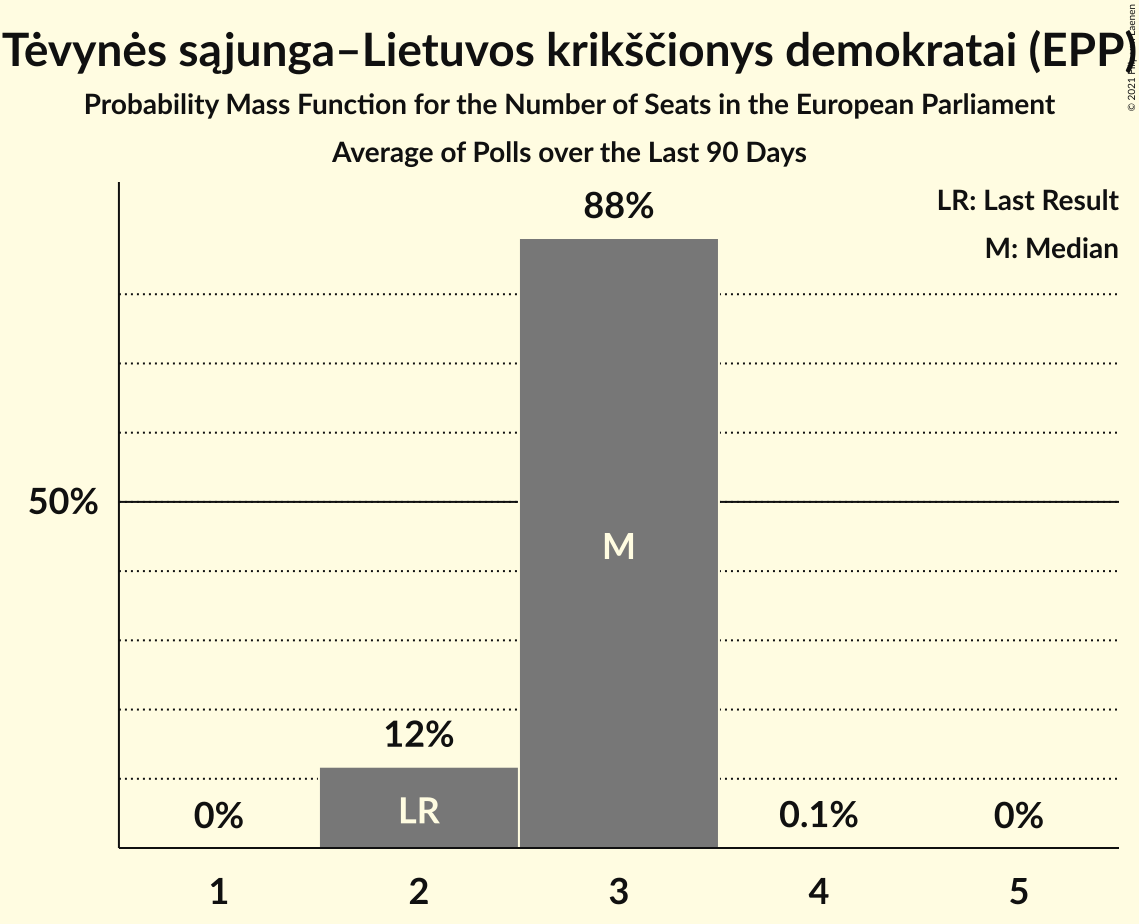 Tėvynės sąjunga–Lietuvos krikščionys demokratai (EPP)
Probability Mass Function for the Number of Seats in the European Parliament
Average of Polls over the Last 90 Days
© 2021 Laenen
LR: Last Result
M: Median
88%
50%
M
12%
LR
0%
0.1%
0%
1 2 3 4 5